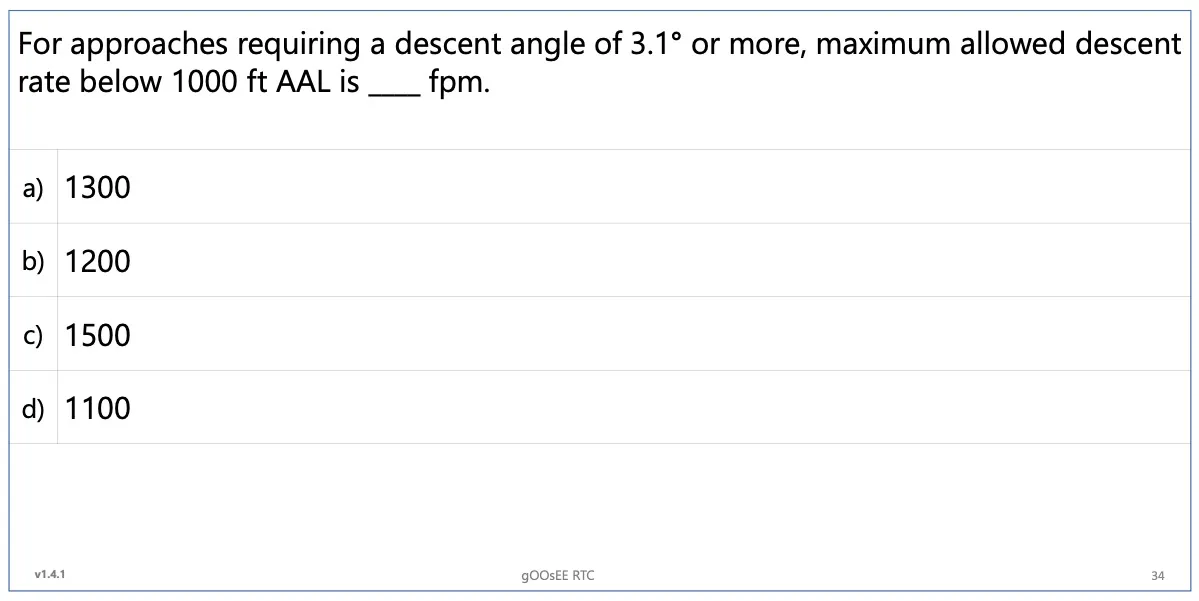 For approaches requiring a descent angle of 3.1° or more, maximum allowed descent
rate below 1000 ft AAL is ____ fpm.
a) 1300
b) 1200
c) 1500
d) 1100
v1.4.1 gOOsEE RTC 34